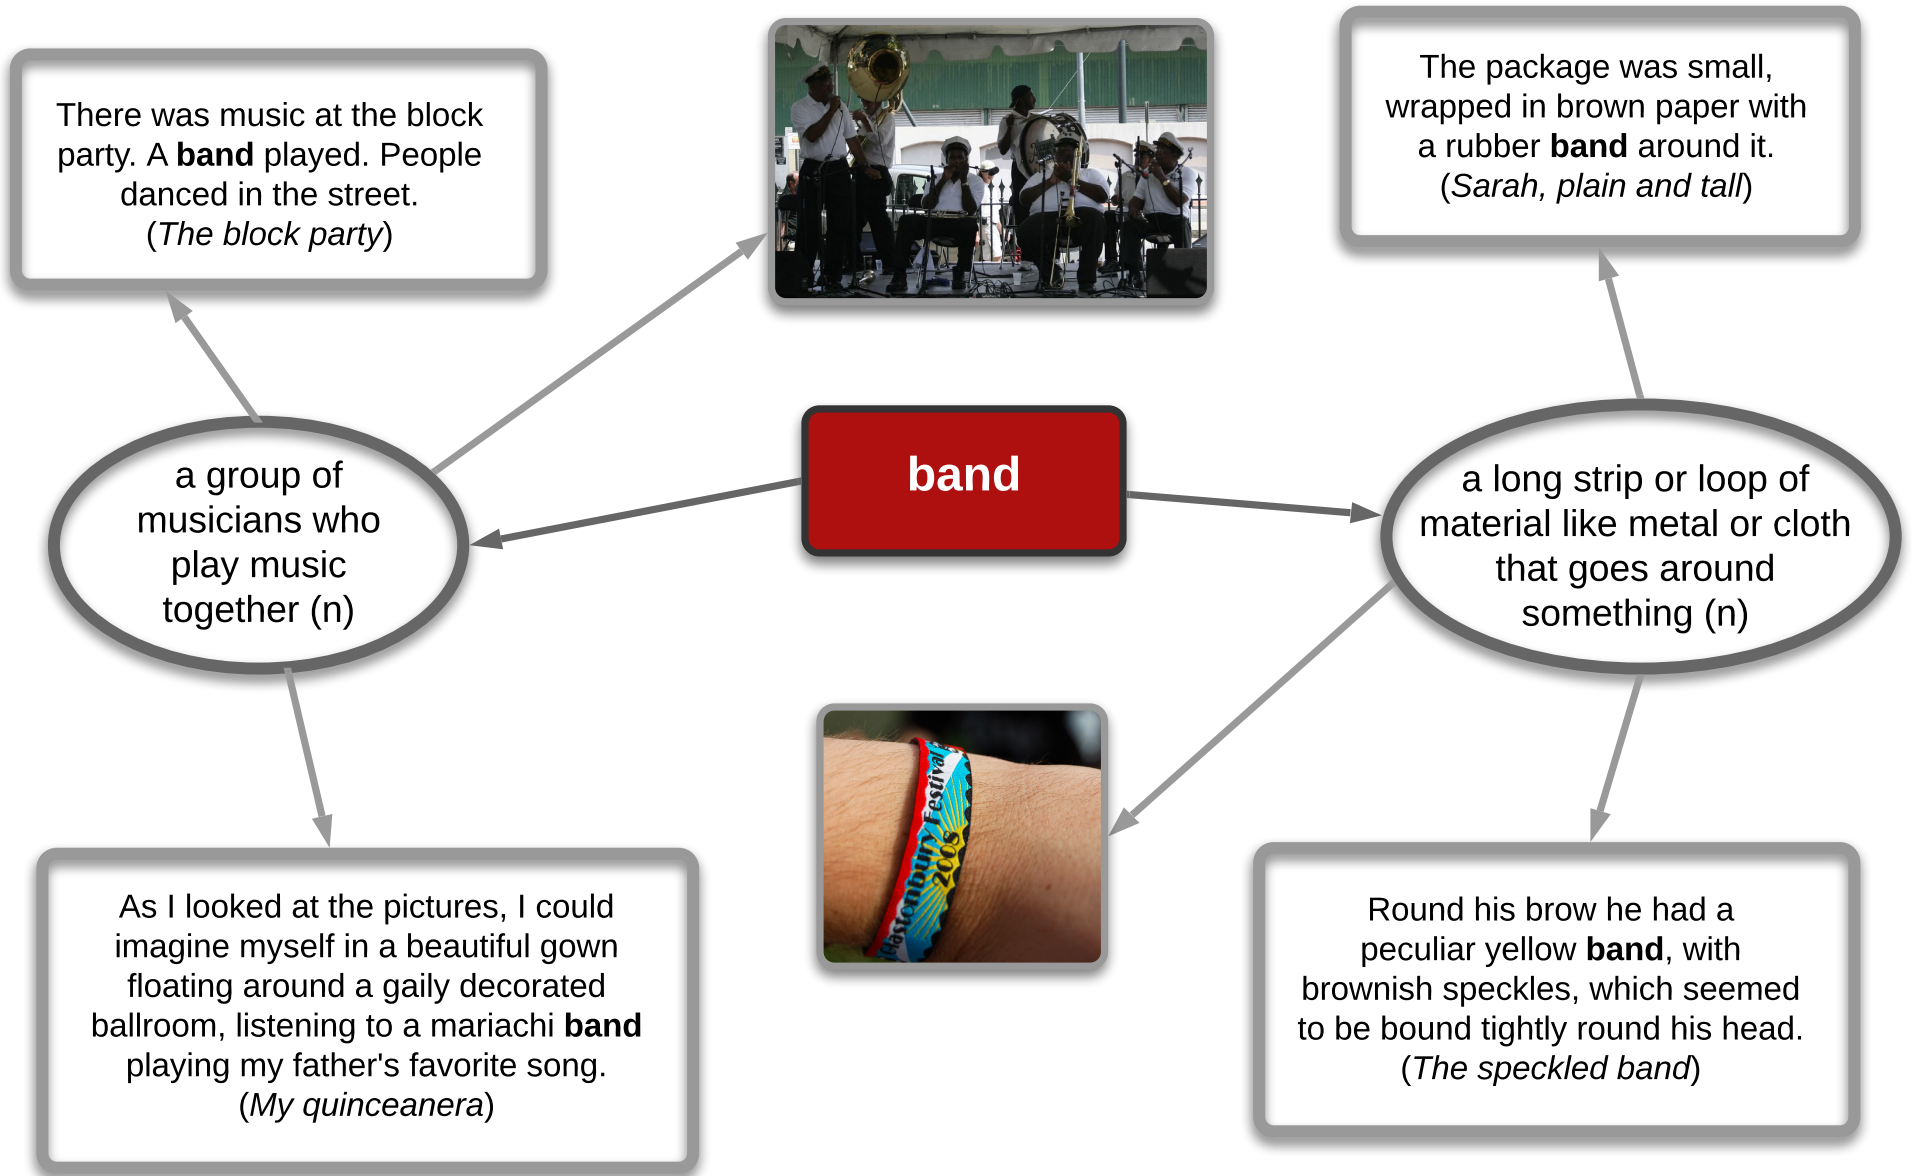 There was music at the block
party. A band played. People
danced in the street.
(The block party)
The package was small,
wrapped in brown paper with
a rubber band around it.
(Sarah, plain and tall)
band
a group of
musicians who
play music
together (n)
a long strip or loop of
material like metal or cloth
that goes around
something (n)
Glastonbury Festival
2008
As I looked at the pictures, I could
imagine myself in a beautiful gown
floating around a gaily decorated
ballroom, listening to a mariachi band
playing my father's favorite song.
(My quinceanera)
Round his brow he had a
peculiar yellow band, with
brownish speckles, which seemed
to be bound tightly round his head.
(The speckled band)